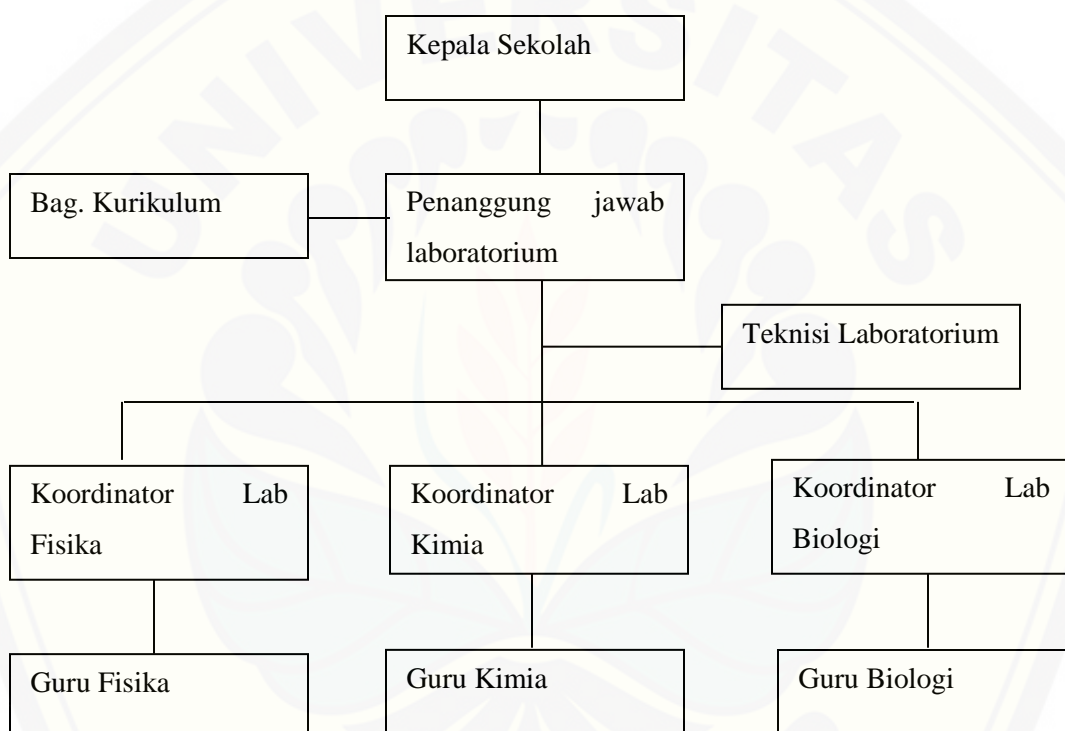 UNIVERSITAS
Kepala Sekolah
Bag. Kurikulum
Penanggung jawab
laboratorium
Teknisi Laboratorium
Koordinator Lab
Fisika
Koordinator Lab
Kimia
Koordinator Lab
Biologi
Guru Fisika
Guru Kimia
Guru Biologi